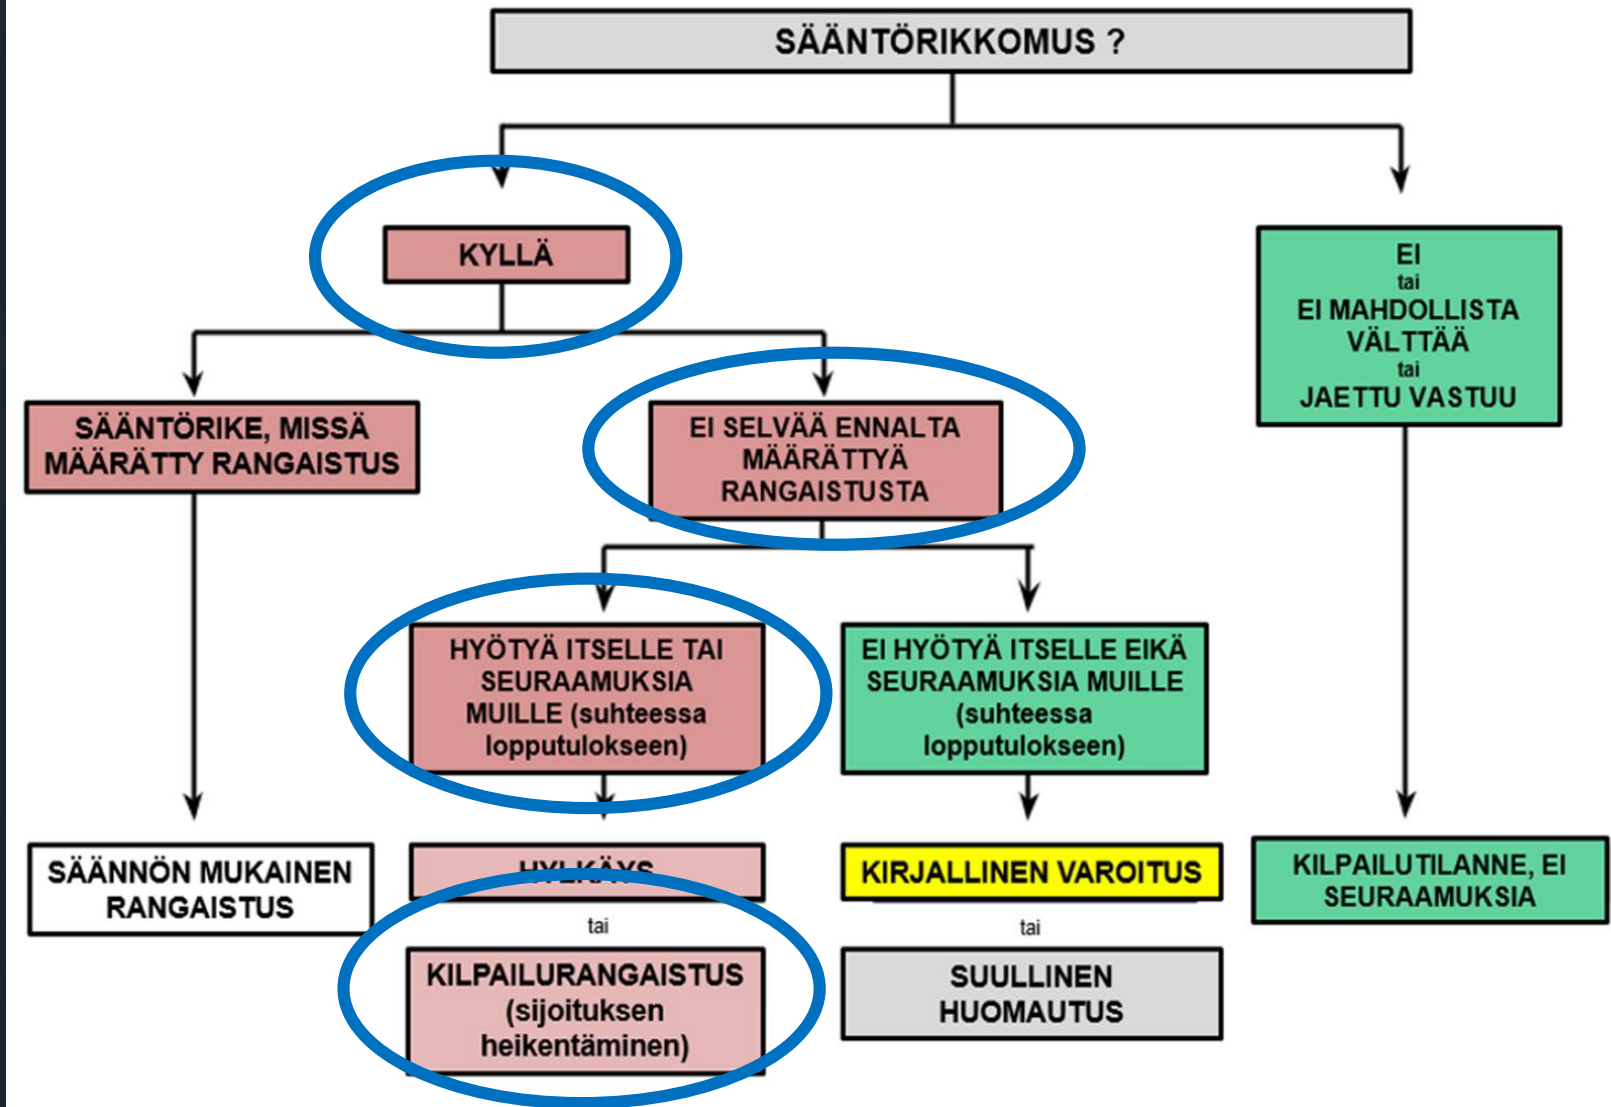 SÄÄNTÖRIKKOMUS ?
KYLLÄ
EI
tai
EI MAHDOLLISTA
VÄLTTÄÄ
tai
JAETTU VASTUU
SÄÄNTÖRIKE, MISSÄ
MÄÄRÄTTY RANGAISTUS
EI SELVÄÄ ENNALTA
MÄÄRÄTTYÄ
RANGAISTUSTA
HYÖTYÄ ITSELLE TAI
SEURAAMUKSIA
MUILLE (suhteessa
lopputulokseen)
EI HYÖTYÄ ITSELLE EIKÄ
SEURAAMUKSIA MUILLE
(suhteessa
lopputulokseen)
SÄÄNNÖN MUKAINEN
RANGAISTUS
HYLKÄYS
tai
KILPAILURANGAISTUS
(sijoituksen
heikentäminen)
KIRJALLINEN VAROITUS
tai
SUULLINEN
HUOMAUTUS
KILPAILUTILANNE, EI
SEURAAMUKSIA